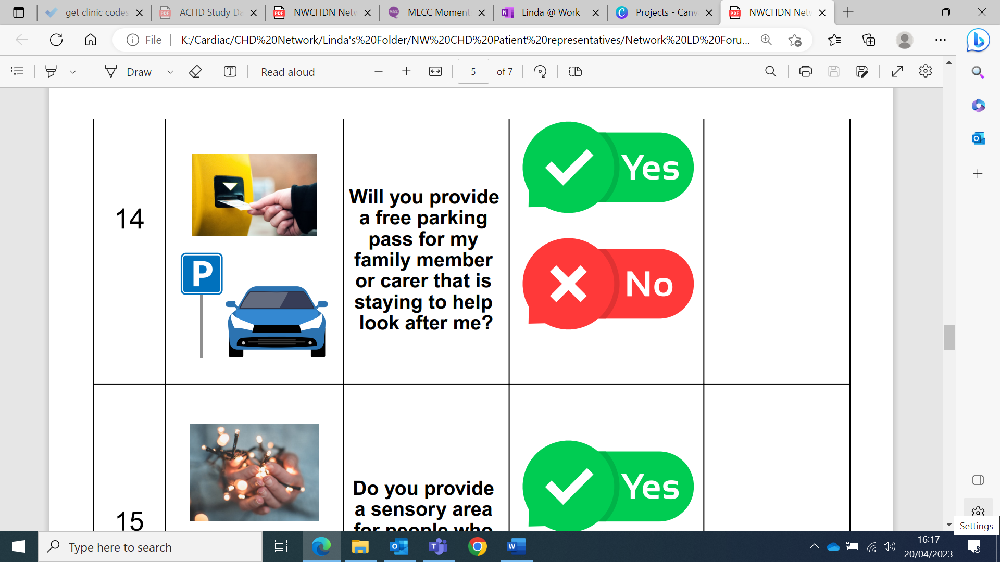 get clinic codes
ACHD Study Da
NWCHDN Netw
MECC Moment
Linda @ Work
Projects - Canv
NWCHDN Netw
File
K:/Cardiac/CHD%20Network/Linda's%20Folder/NW%20CHD%20Patient%20representatives/Network%20LD%20Foru...
Draw
Read aloud
5
of 7
14
P
Will you provide
a free parking
pass for my
family member
or carer that is
staying to help
look after me?
Yes
No
15
Do you provide
a sensory area
for people who
Yes
Settings
Type here to search
16:17
20/04/2023